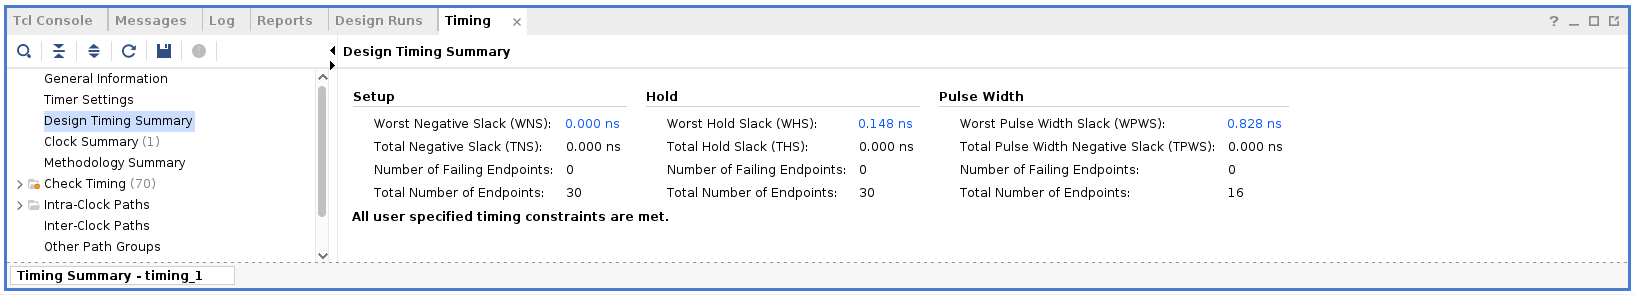 Tcl Console Messages Log Reports Design Runs Timing × ?
Design Timing Summary
General Information
Timer Settings
Design Timing Summary
Clock Summary (1)
Methodology Summary
Check Timing (70)
Intra-Clock Paths
Inter-Clock Paths
Other Path Groups
Setup Hold Pulse Width
Worst Negative Slack (WNS): 0.000 ns Worst Hold Slack (WHS): 0.148 ns Worst Pulse Width Slack (WPWS): 0.828 ns
Total Negative Slack (TNS): 0.000 ns Total Hold Slack (THS): 0.000 ns Total Pulse Width Negative Slack (TPWS): 0.000 ns
Number of Failing Endpoints: 0 Number of Failing Endpoints: 0 Number of Failing Endpoints: 0
Total Number of Endpoints: 30 Total Number of Endpoints: 30 Total Number of Endpoints: 16
All user specified timing constraints are met.
Timing Summary - timing_1